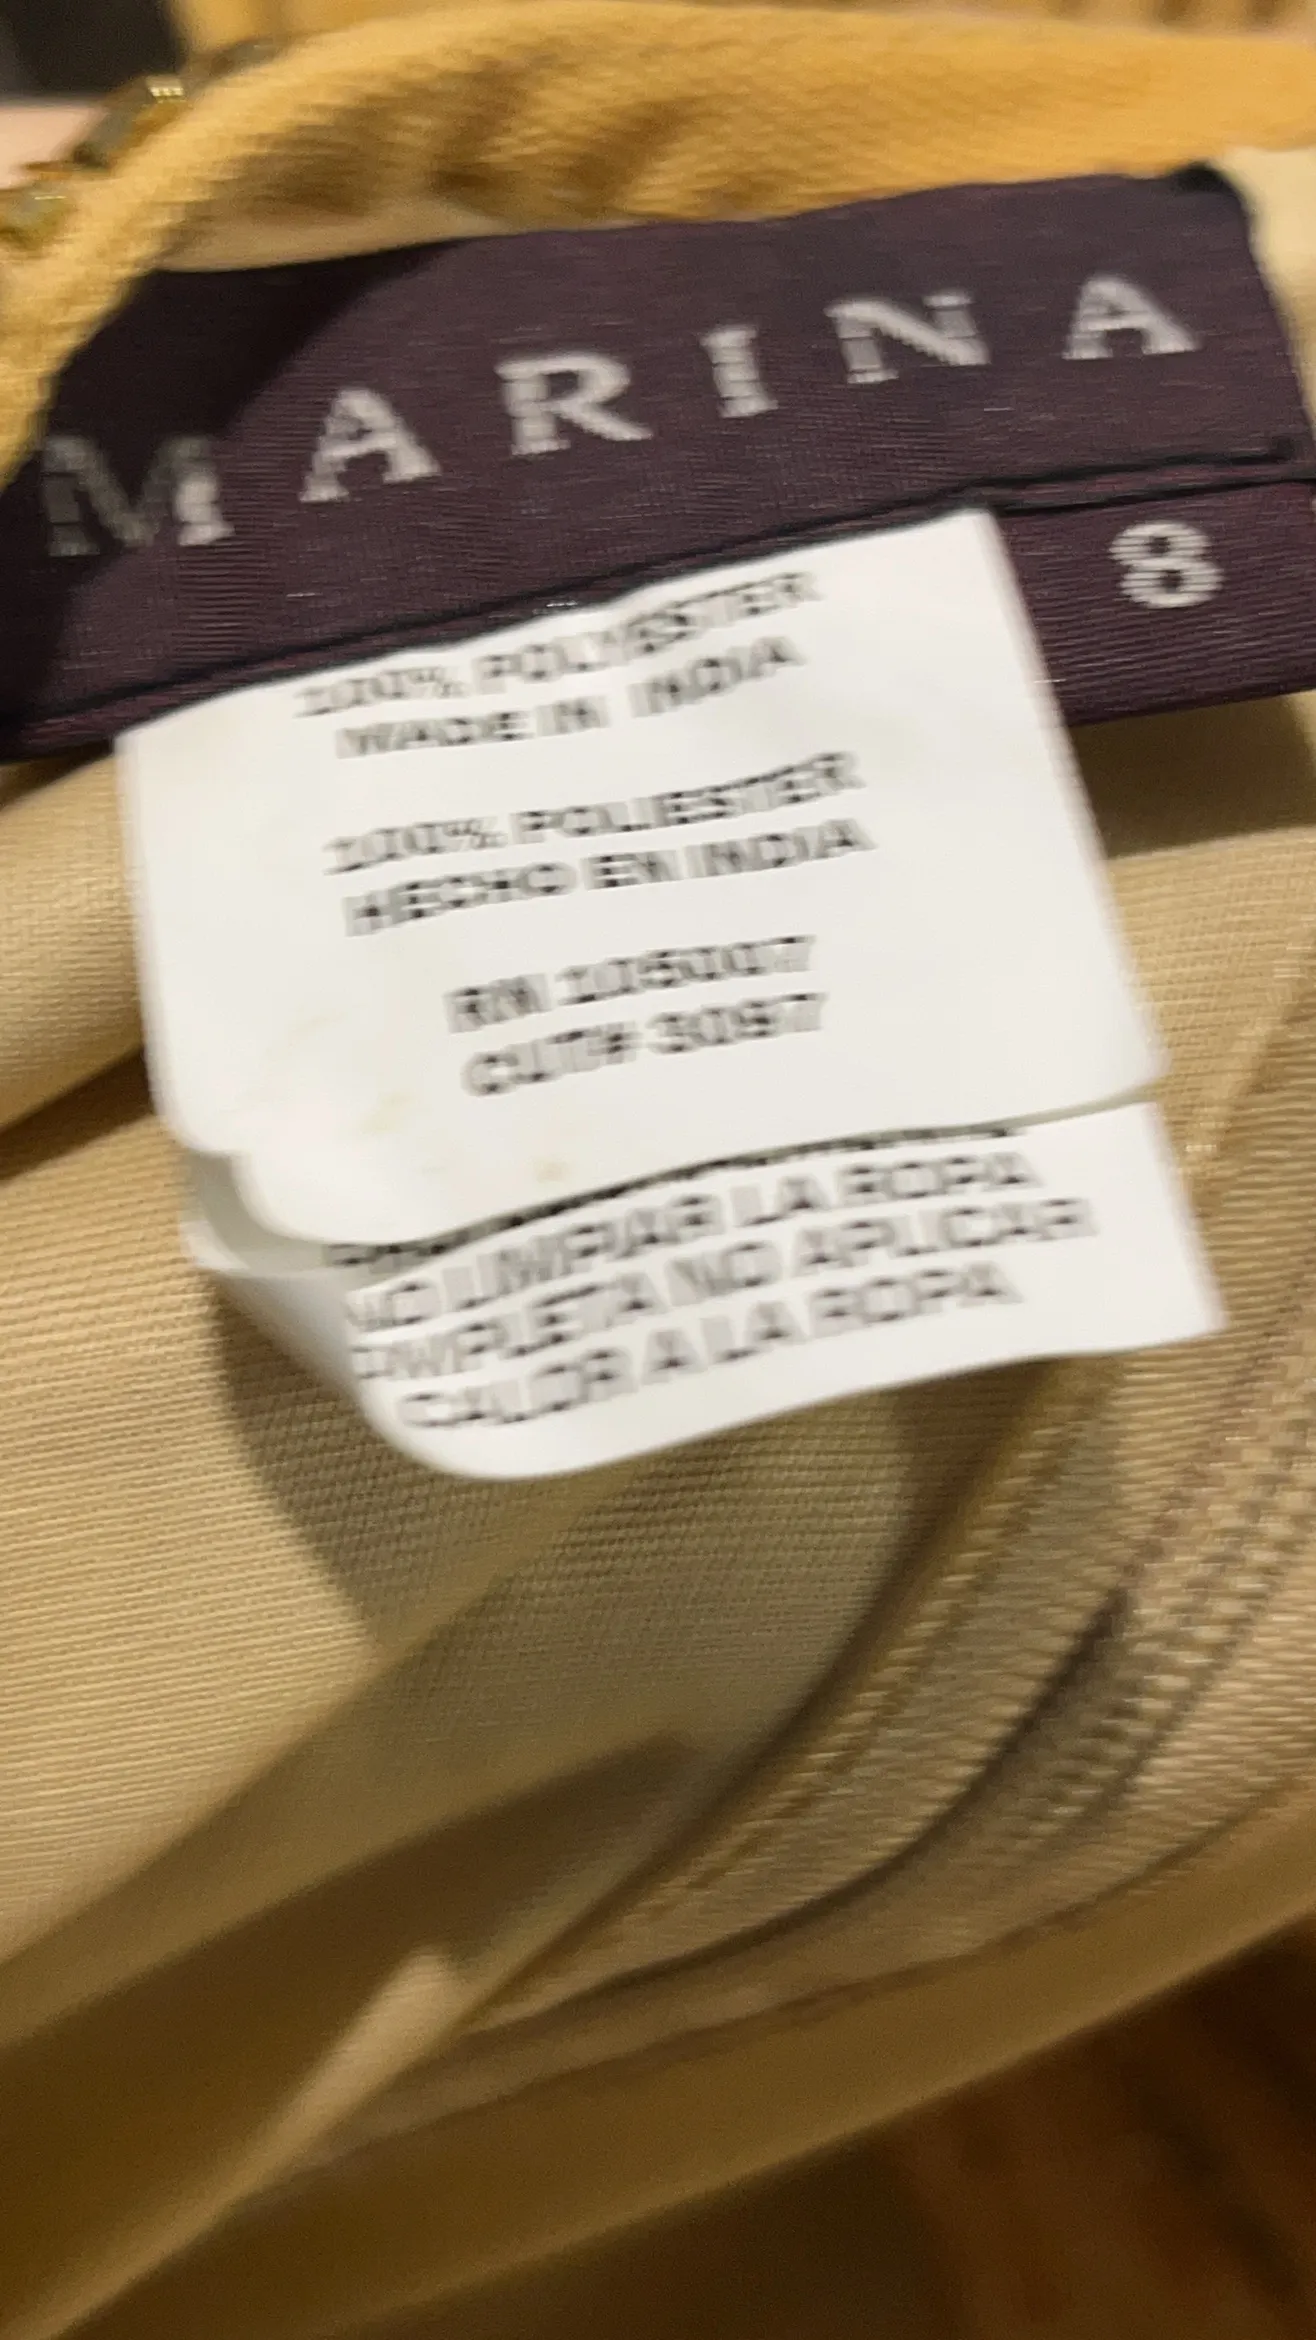 MARINA
8
100% POLYESTER
MADE IN INDIA
100% POLIESTER
HECHO EN INDIA
RN 105007
CUT# 3097
NO LIMPIAR LA ROPA
NO APLICAR
CALOR A LA ROPA